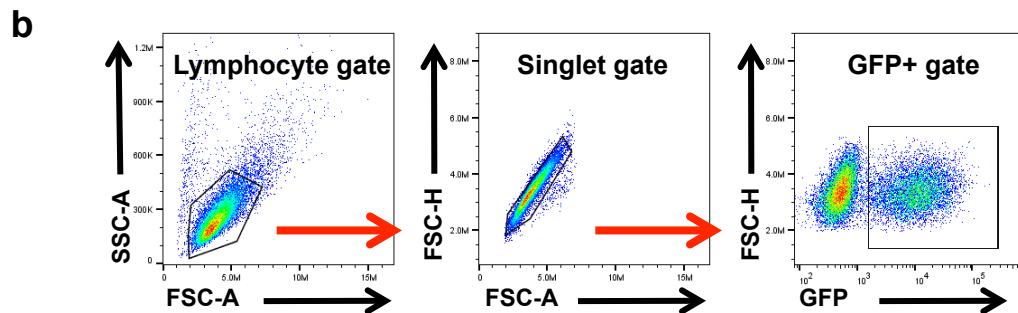 b
Lymphocyte gate
SSC-A
1.2M
900K
600K
300K
0
5.0M
10M
15M
FSC-A
Singlet gate
FSC-H
8.0M
6.0M
4.0M
2.0M
0
5.0M
10M
15M
FSC-A
GFP+ gate
FSC-H
8.0M
6.0M
4.0M
2.0M
10²
10³
10⁴
10⁵
GFP